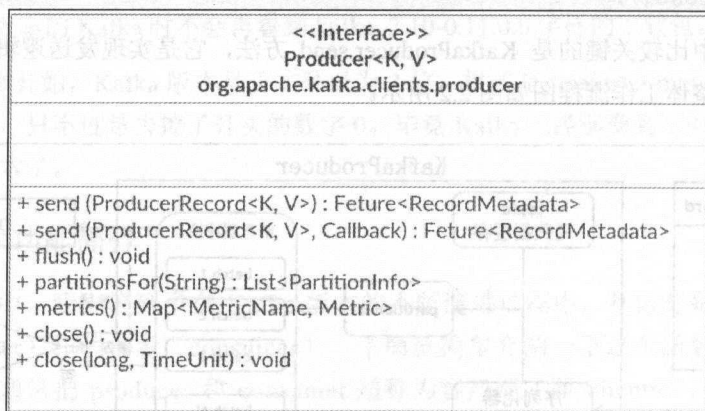 <<Interface>>
Producer<K, V>
org.apache.kafka.clients.producer
+ send (ProducerRecord<K, V>) : Feture<RecordMetadata>
+ send (ProducerRecord<K, V>, Callback) : Feture<RecordMetadata>
+ flush() : void
+ partitionsFor(String) : List<PartitionInfo>
+ metrics() : Map<MetricName, Metric>
+ close() : void
+ close(long, TimeUnit) : void